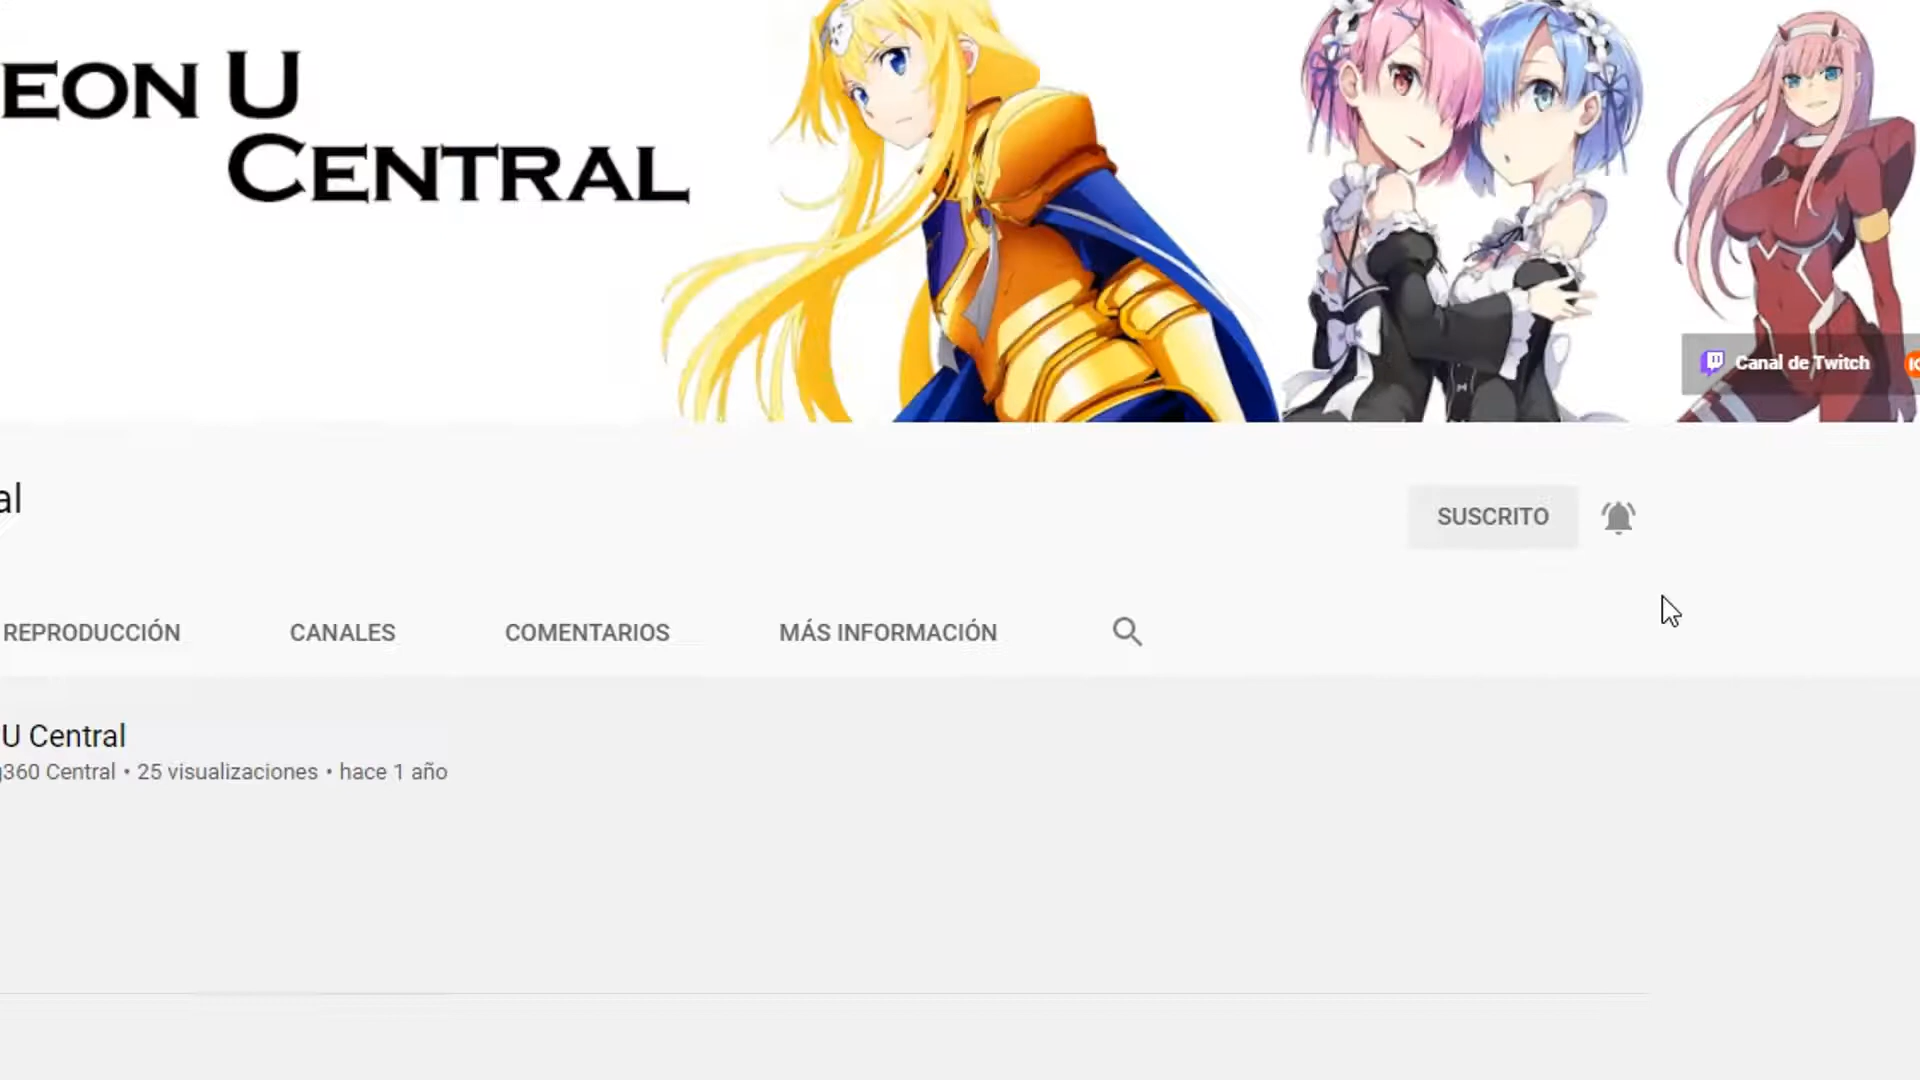 EON U
CENTRAL
Canal de Twitch
al
SUSCRITO
REPRODUCCIÓN
CANALES
COMENTARIOS
MÁS INFORMACIÓN
U Central
360 Central • 25 visualizaciones • hace 1 año